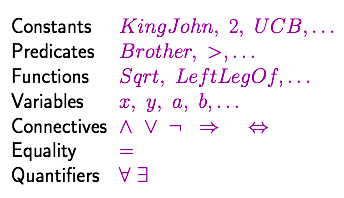 Constants KingJohn, 2, UCB,...
Predicates Brother, >,...
Functions Sqrt, LeftLegOf,...
Variables x, y, a, b,...
Connectives ∧ ∨ ¬ ⇒ ⇔
Equality =
Quantifiers ∀ ∃